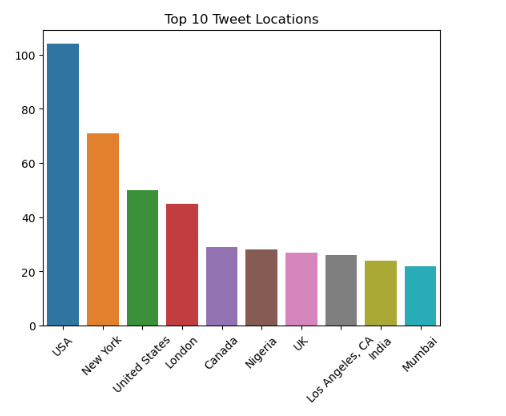 Top 10 Tweet Locations
100
80
60
40
20
0
USA
New York
United States
London
Canada
Nigeria
UK
Los Angeles, CA
India
Mumbai